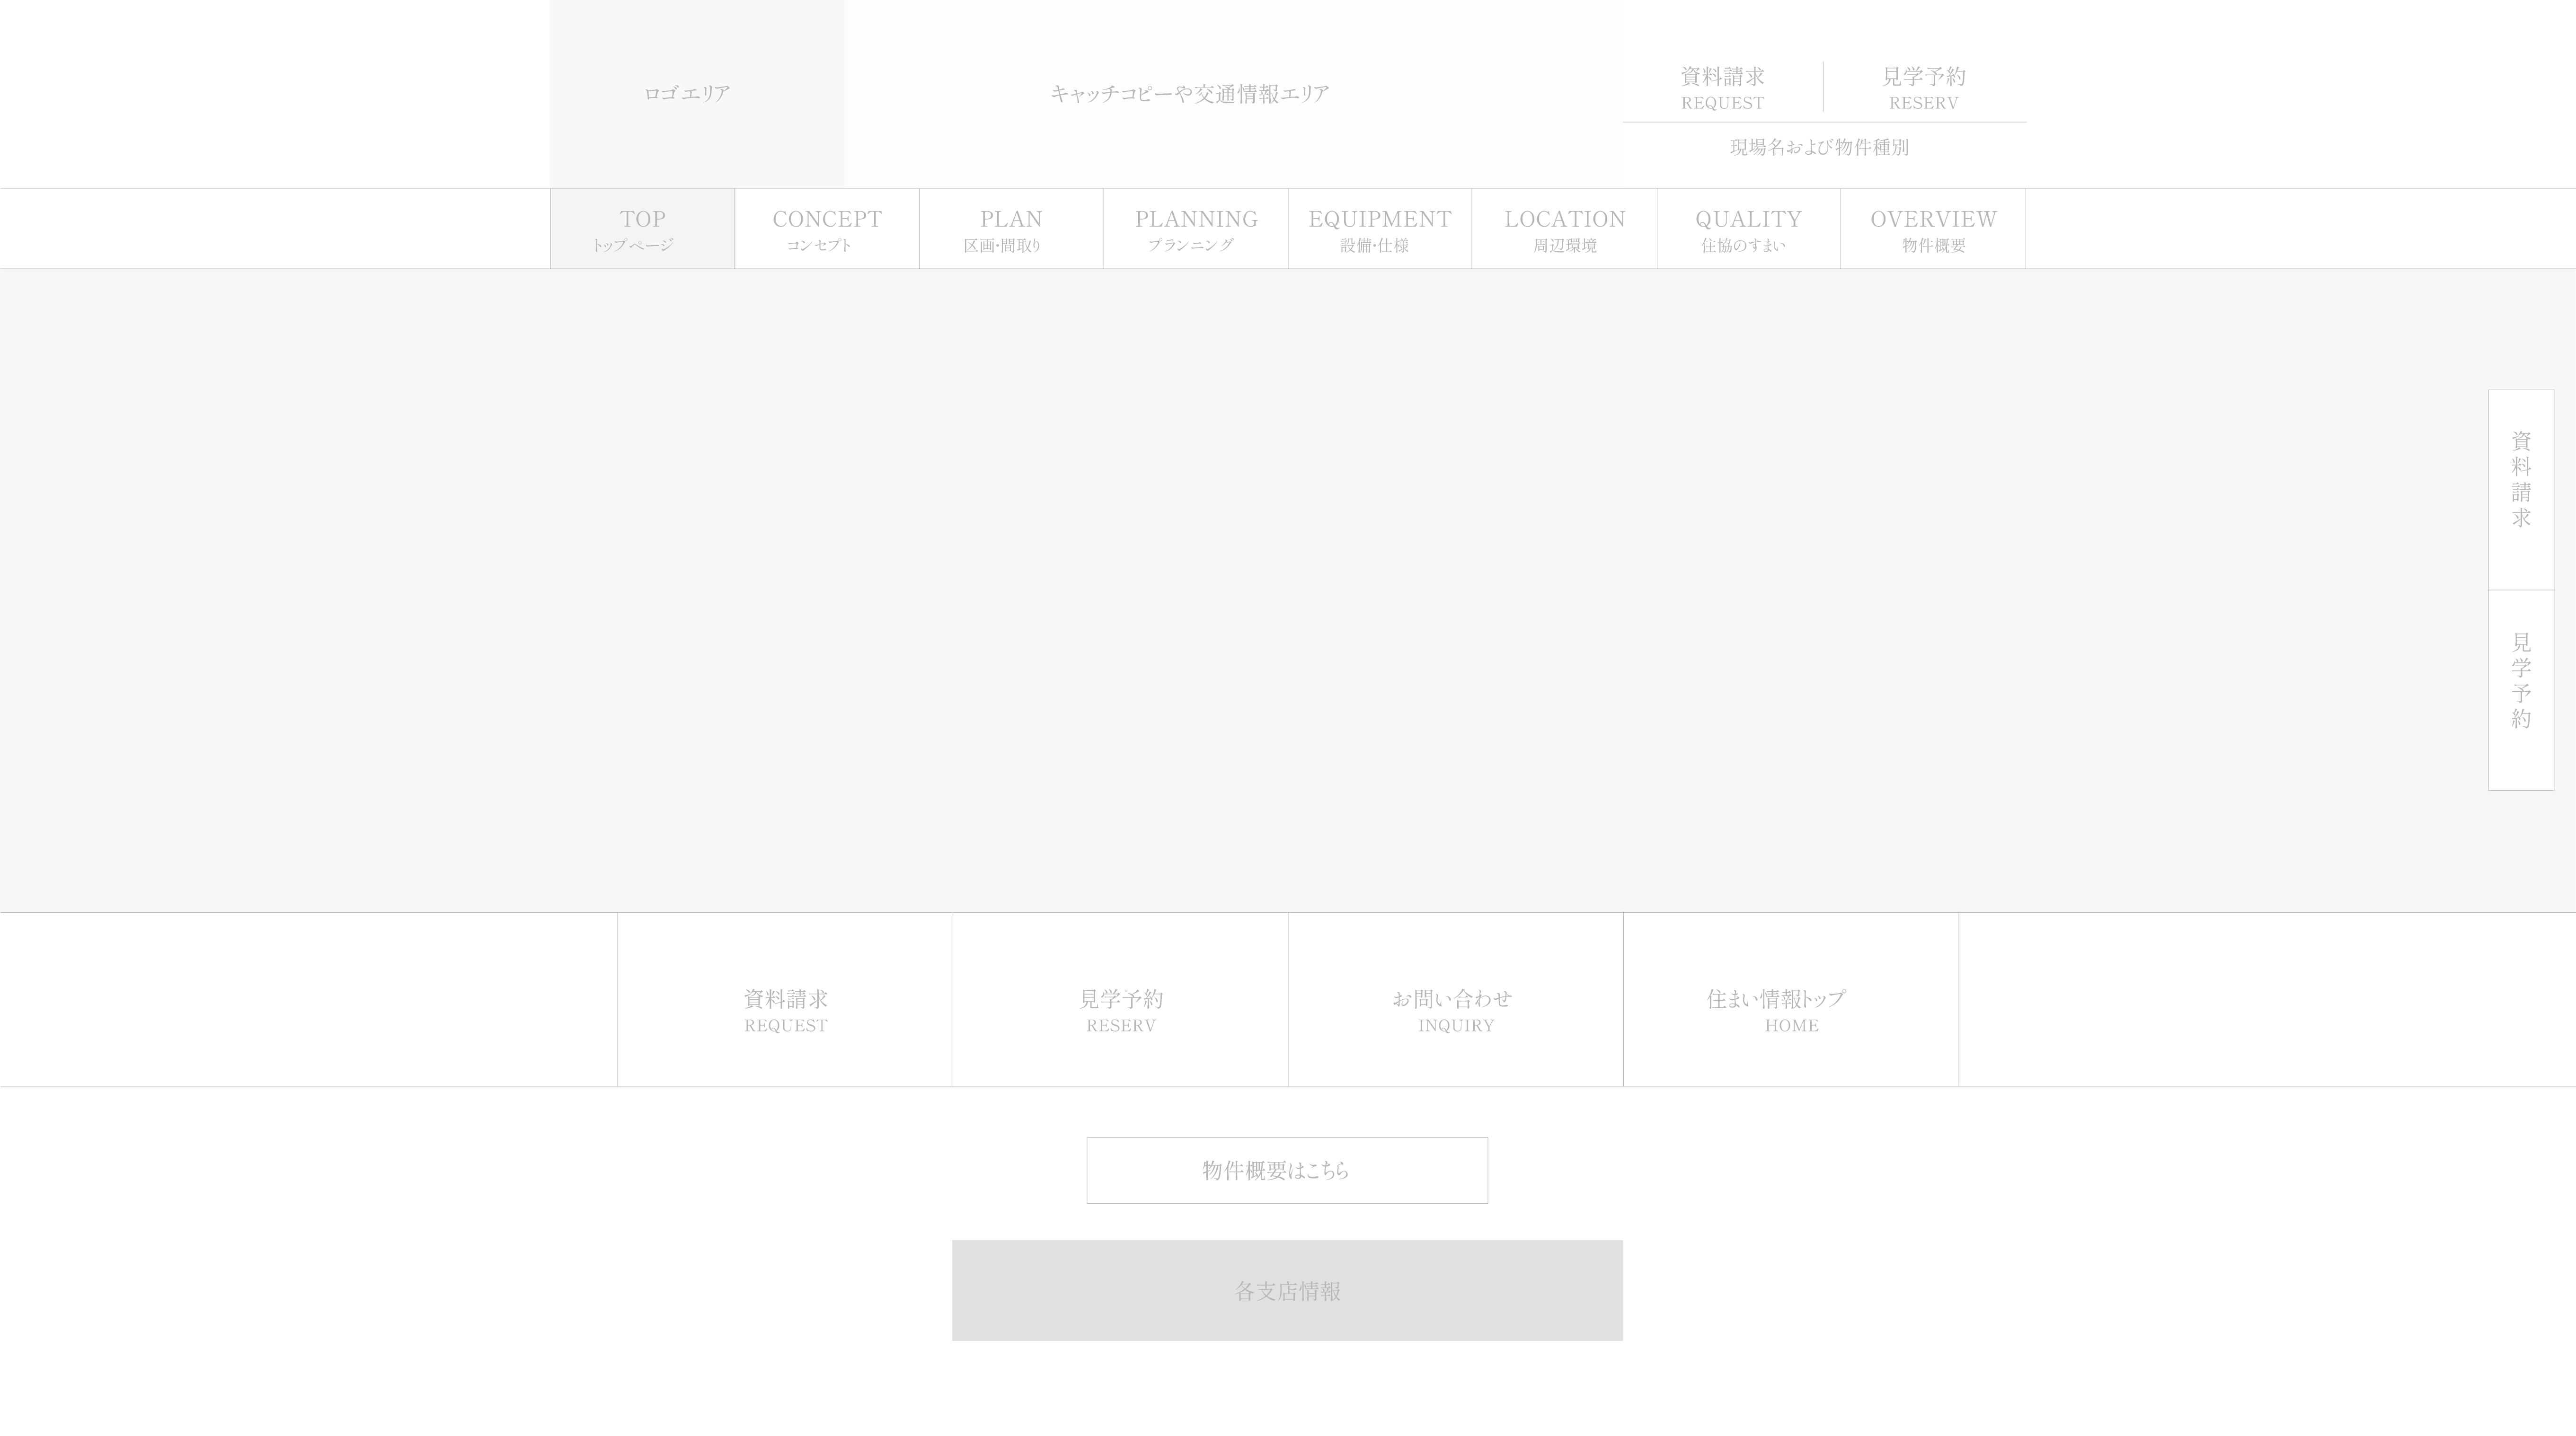 ロゴエリア
キャッチコピーや交通情報エリア
資料請求
REQUEST
見学予約
RESERV
現場名および物件種別
TOP
トップページ
CONCEPT
コンセプト
PLAN
区画・間取り
PLANNING
プランニング
EQUIPMENT
設備・仕様
LOCATION
周辺環境
QUALITY
住協のすまい
OVERVIEW
物件概要
資料請求
見学予約
資料請求
REQUEST
見学予約
RESERV
お問い合わせ
INQUIRY
住まい情報トップ
HOME
物件概要はこちら
各支店情報